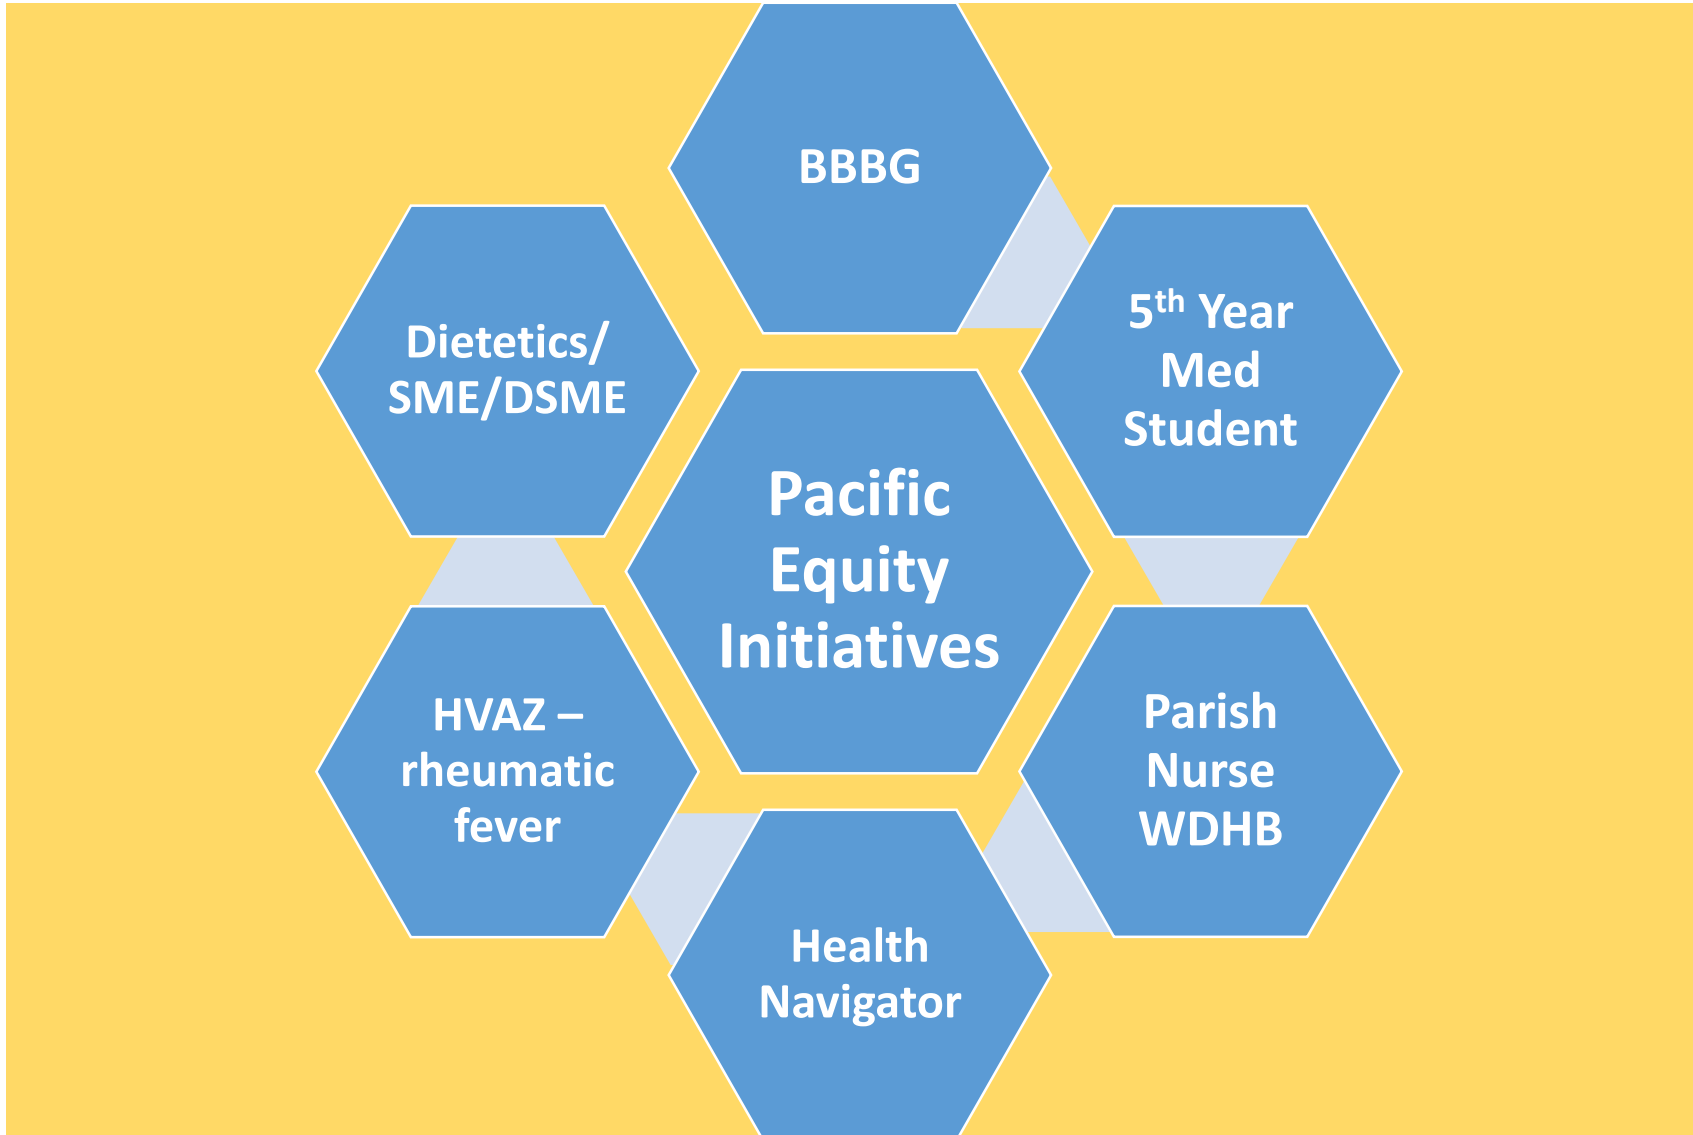 BBBG
5th Year
Med
Student
Dietetics/
SME/DSME
Pacific
Equity
Initiatives
Parish
Nurse
WDHB
HVAZ –
rheumatic
fever
Health
Navigator